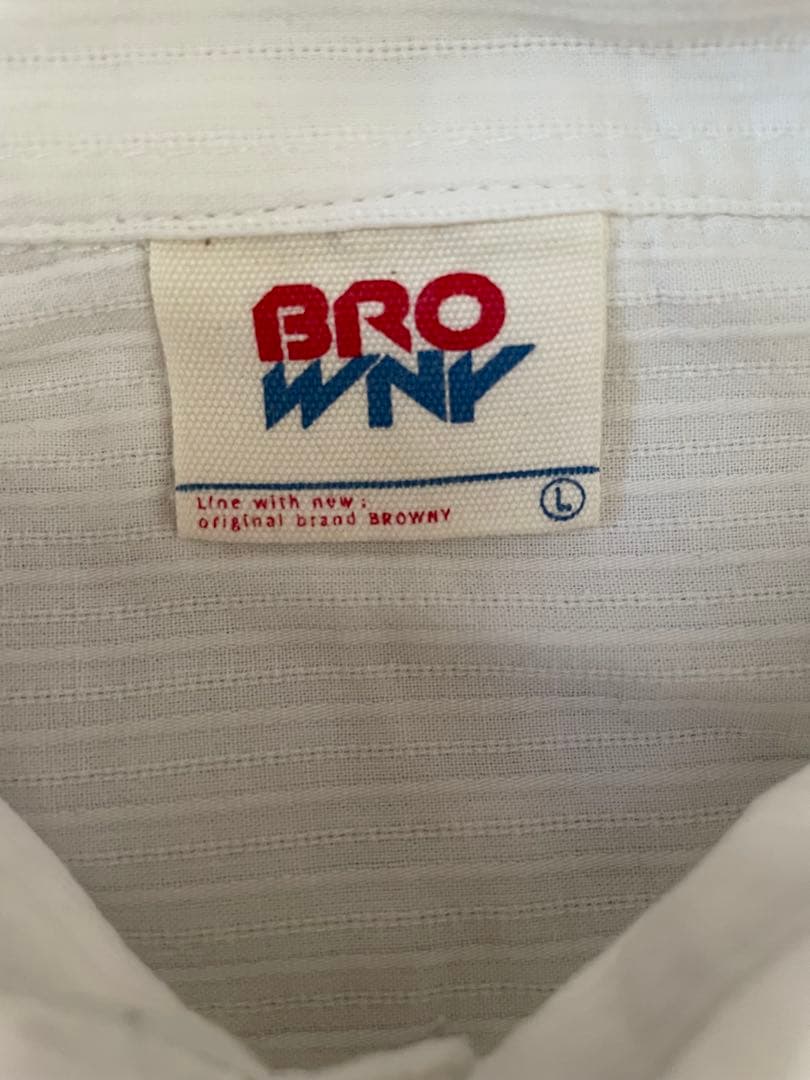 BRO
WNY
Line with new:
original brand BROWNY
L